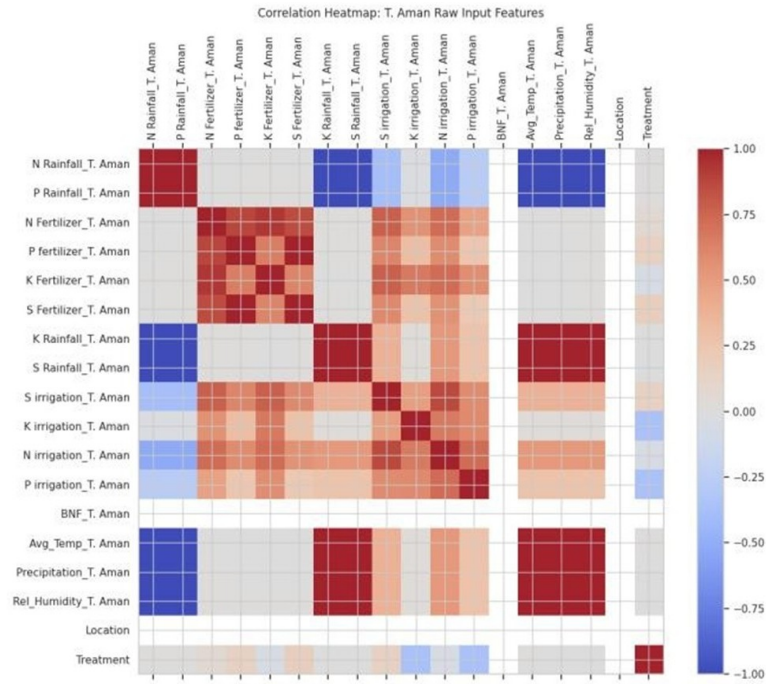 Correlation Heatmap: T. Aman Raw Input Features
N Rainfall_T. Aman
P Rainfall_T. Aman
N Fertilizer_T. Aman
P fertilizer_T. Aman
K Fertilizer_T. Aman
S Fertilizer_T. Aman
K Rainfall_T. Aman
S Rainfall_T. Aman
S irrigation_T. Aman
K irrigation_T. Aman
N irrigation_T. Aman
P irrigation_T. Aman
BNF_T. Aman
Avg_Temp_T. Aman
Precipitation_T. Aman
Rel_Humidity_T. Aman
Location
Treatment
N Rainfall_T. Aman
P Rainfall_T. Aman
N Fertilizer_T. Aman
P fertilizer_T. Aman
K Fertilizer_T. Aman
S Fertilizer_T. Aman
K Rainfall_T. Aman
S Rainfall_T. Aman
S irrigation_T. Aman
K irrigation_T. Aman
N irrigation_T. Aman
P irrigation_T. Aman
BNF_T. Aman
Avg_Temp_T. Aman
Precipitation_T. Aman
Rel_Humidity_T. Aman
Location
Treatment
1.00
0.75
0.50
0.25
0.00
−0.25
−0.50
−0.75
−1.00